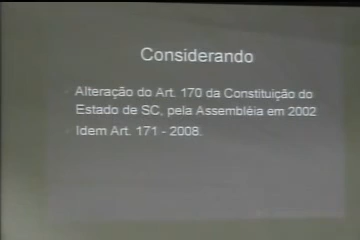 Considerando
Alteração do Art. 170 da Constituição do
Estado de SC, pela Assembléia em 2002
Idem Art. 171 - 2008.